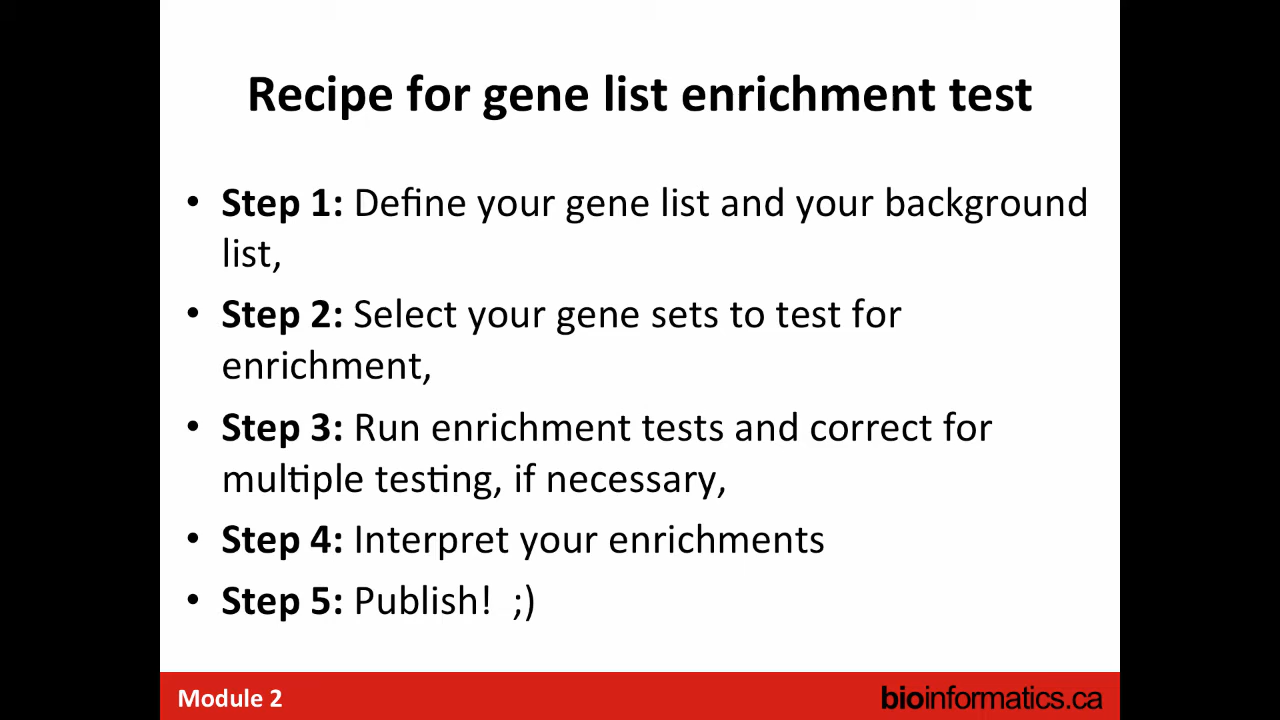 Recipe for gene list enrichment test
• Step 1: Define your gene list and your background
list,
• Step 2: Select your gene sets to test for
enrichment,
• Step 3: Run enrichment tests and correct for
multiple testing, if necessary,
• Step 4: Interpret your enrichments
• Step 5: Publish!  ;)
Module 2
bioinformatics.ca